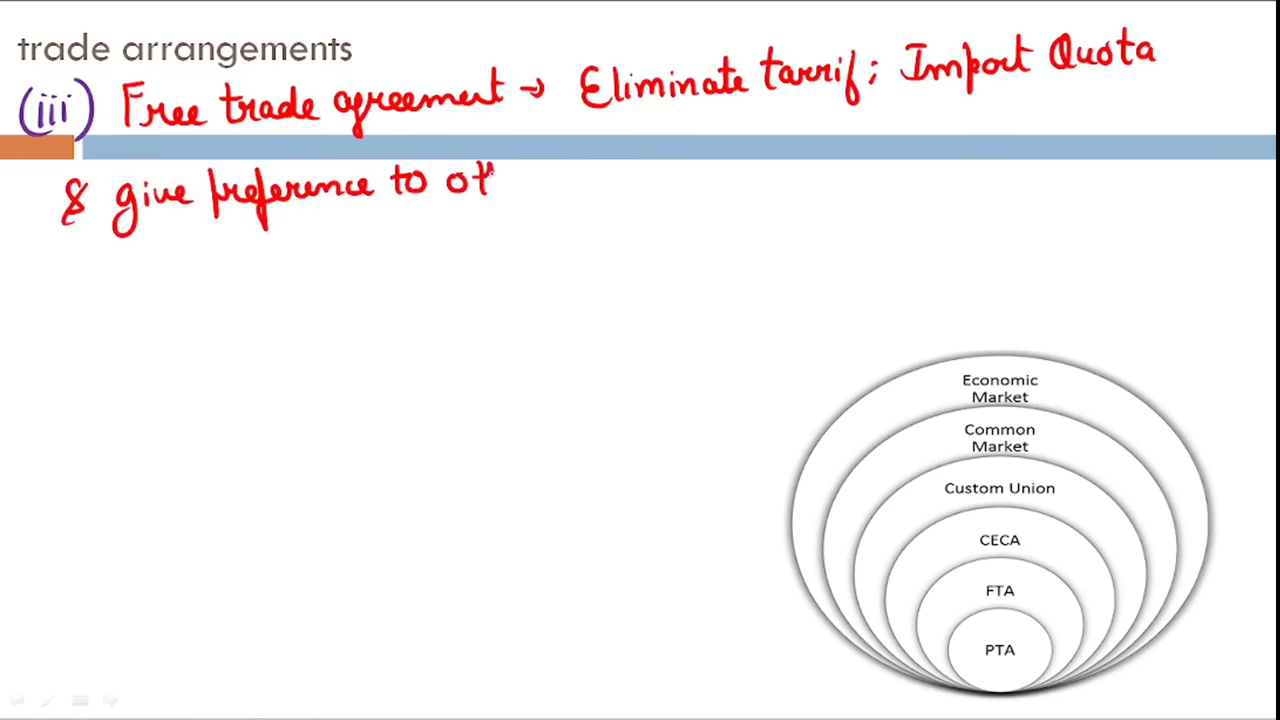 trade arrangements
(iii) Free trade agreement → Eliminate tarrif; Import Quota
& give preference to
Economic
Market
Common
Market
Custom Union
CECA
FTA
PTA